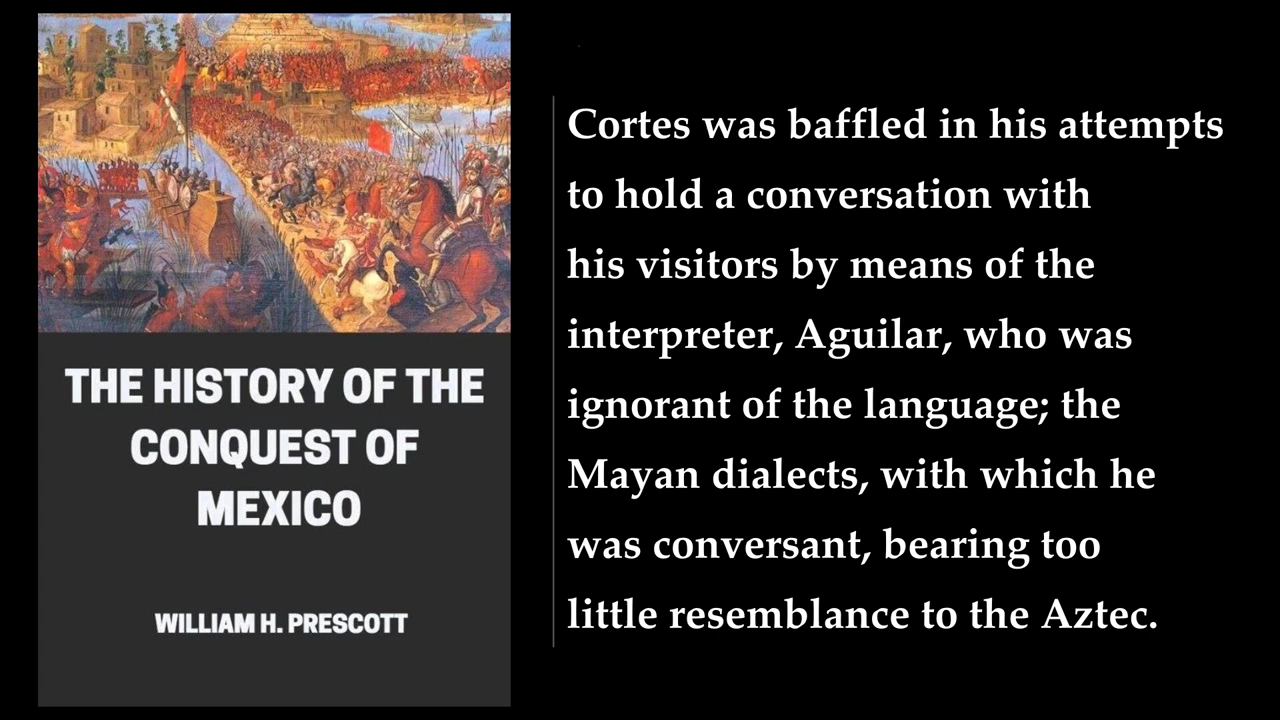 THE HISTORY OF THE
CONQUEST OF
MEXICO
WILLIAM H. PRESCOTT
Cortes was baffled in his attempts
to hold a conversation with
his visitors by means of the
interpreter, Aguilar, who was
ignorant of the language; the
Mayan dialects, with which he
was conversant, bearing too
little resemblance to the Aztec.